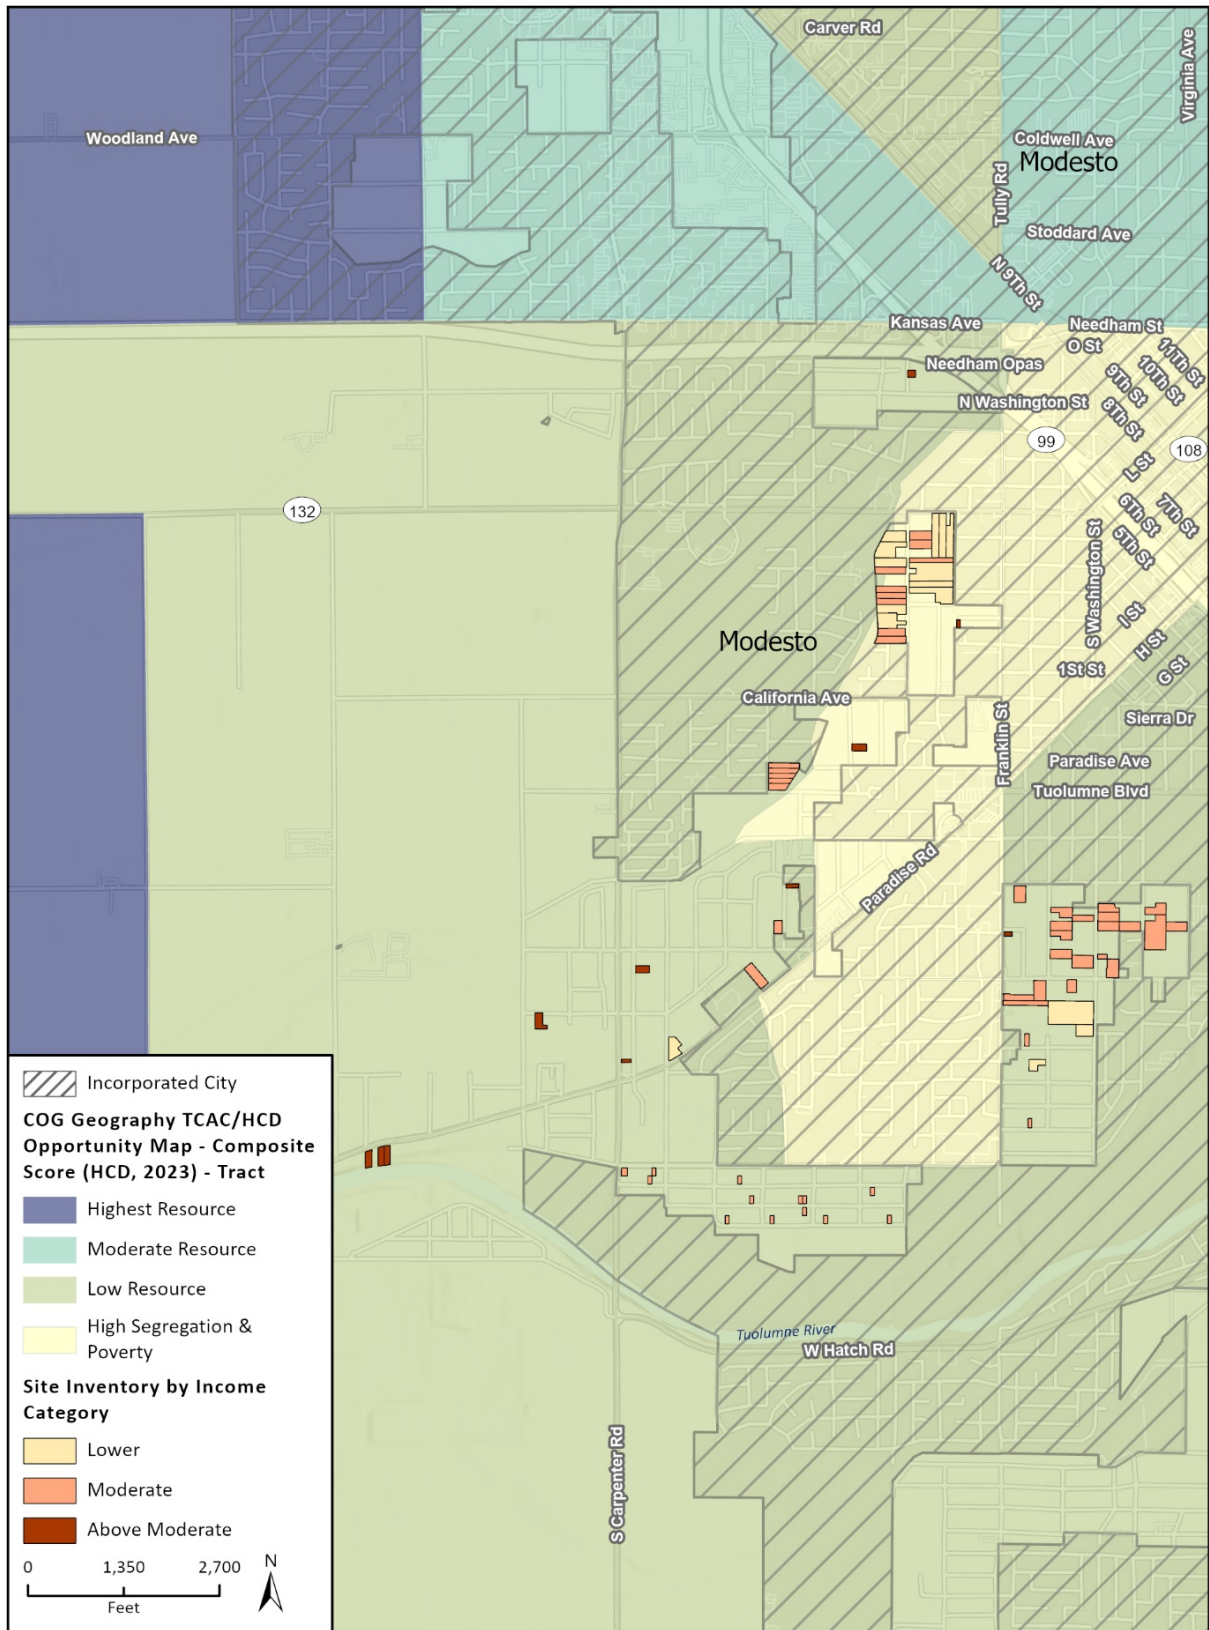 Carver Rd
Virginia Ave
Woodland Ave
Coldwell Ave
Modesto
Tully Rd
Stoddard Ave
N 9Th St
Kansas Ave
Needham St
O St
11Th St
Needham Opas
10Th St
9Th St
N Washington St
8Th St
99
108
L St
132
6Th St
7Th St
5Th St
S Washington St
I St
Modesto
H St
1St St
G St
California Ave
Franklin St
Sierra Dr
Paradise Ave
Tuolumne Blvd
Paradise Rd
Tuolumne River
W Hatch Rd
S Carpenter Rd
Incorporated City
COG Geography TCAC/HCD
Opportunity Map - Composite
Score (HCD, 2023) - Tract
Highest Resource
Moderate Resource
Low Resource
High Segregation &
Poverty
Site Inventory by Income
Category
Lower
Moderate
Above Moderate
0 1,350 2,700
Feet
N